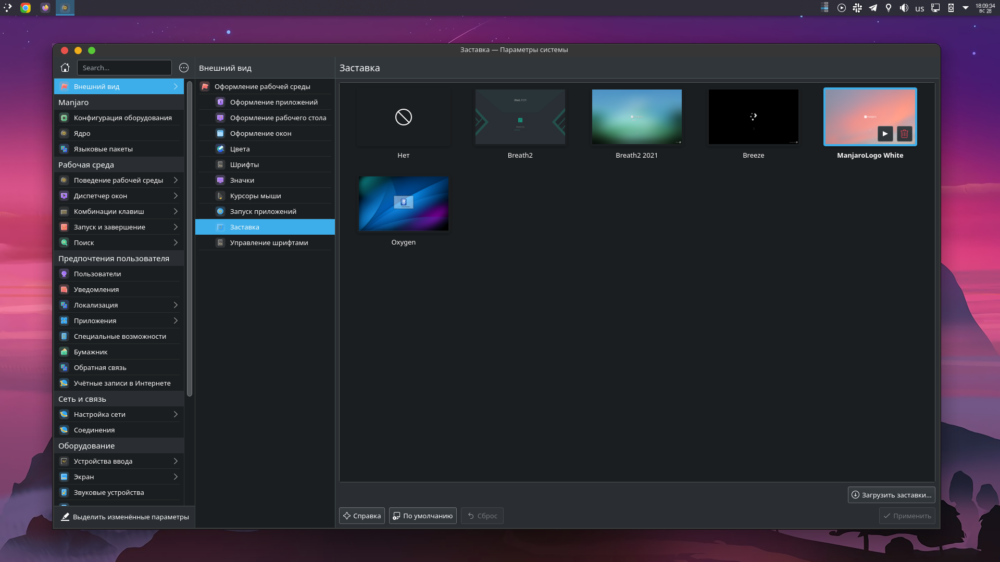 us
18:09:34
вс 28
Заставка — Параметры системы
Search...
Внешний вид
Manjaro
Конфигурация оборудования
Ядро
Языковые пакеты
Рабочая среда
Поведение рабочей среды
Диспетчер окон
Комбинации клавиш
Запуск и завершение
Поиск
Предпочтения пользователя
Пользователи
Уведомления
Локализация
Приложения
Специальные возможности
Бумажник
Обратная связь
Учётные записи в Интернете
Сеть и связь
Настройка сети
Соединения
Оборудование
Устройства ввода
Экран
Звуковые устройства
Выделить изменённые параметры
Внешний вид
Оформление рабочей среды
Оформление приложений
Оформление рабочего стола
Оформление окон
Цвета
Шрифты
Значки
Курсоры мыши
Запуск приложений
Заставка
Управление шрифтами
Заставка
Нет
Breath2
Breath2 2021
Breeze
ManjaroLogo White
Oxygen
Загрузить заставки...
Справка
По умолчанию
Сброс
Применить